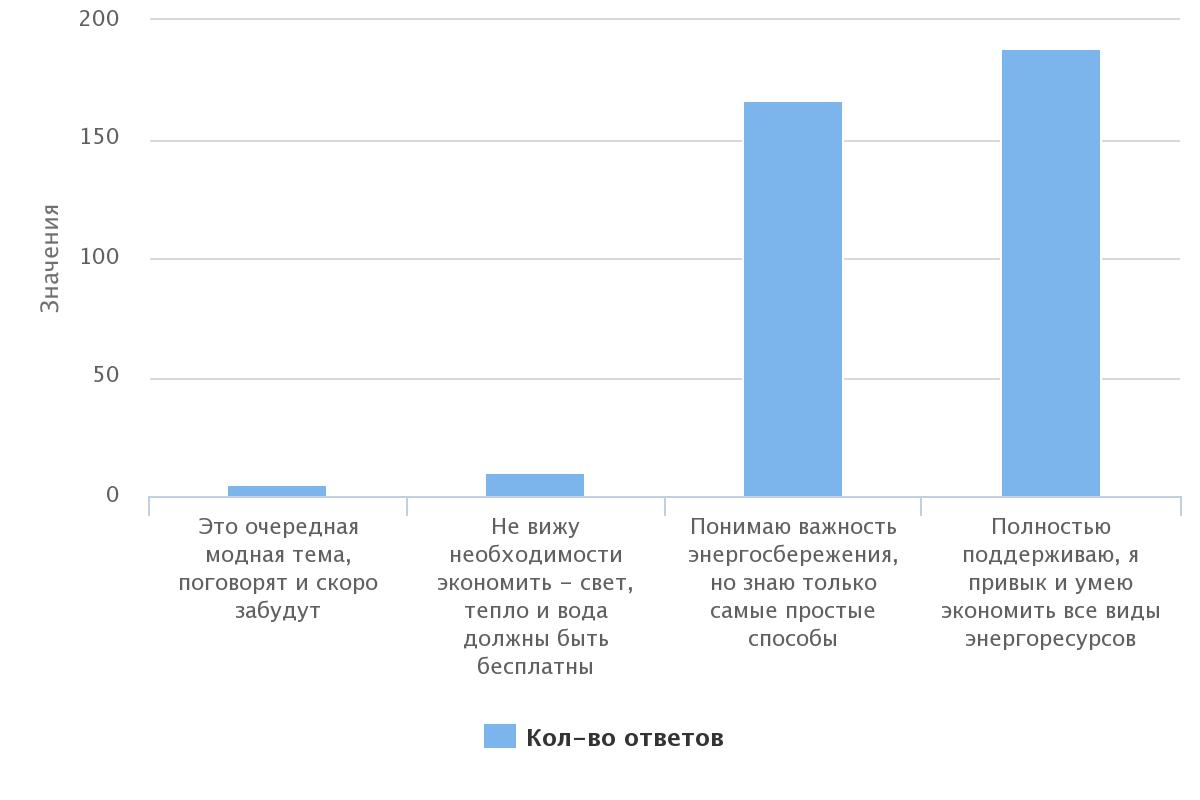 200
150
100
50
0
Значения
Это очередная
модная тема,
поговорят и скоро
забудут
Не вижу
необходимости
экономить – свет,
тепло и вода
должны быть
бесплатны
Понимаю важность
энергосбережения,
но знаю только
самые простые
способы
Полностью
поддерживаю, я
привык и умею
экономить все виды
энергоресурсов
Кол-во ответов